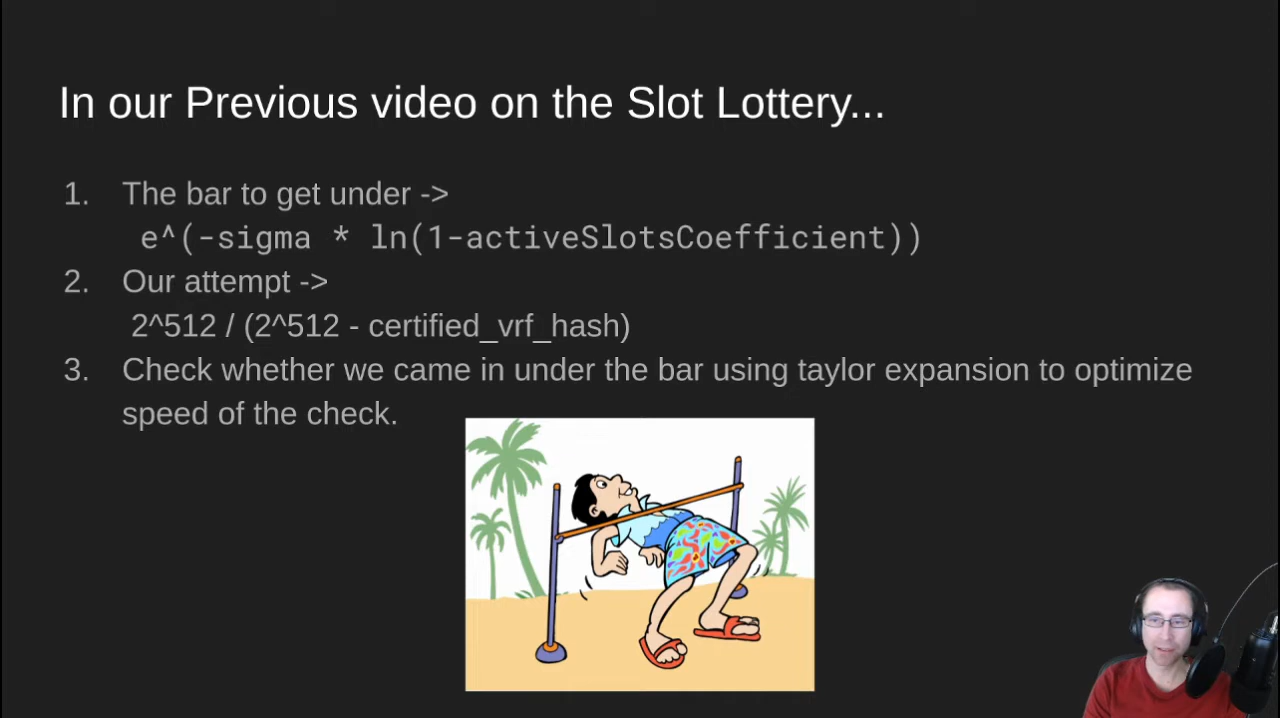 In our Previous video on the Slot Lottery...
1. The bar to get under ->
e^(-sigma * ln(1-activeSlotsCoefficient))
2. Our attempt ->
2^512 / (2^512 - certified_vrf_hash)
3. Check whether we came in under the bar using taylor expansion to optimize
speed of the check.